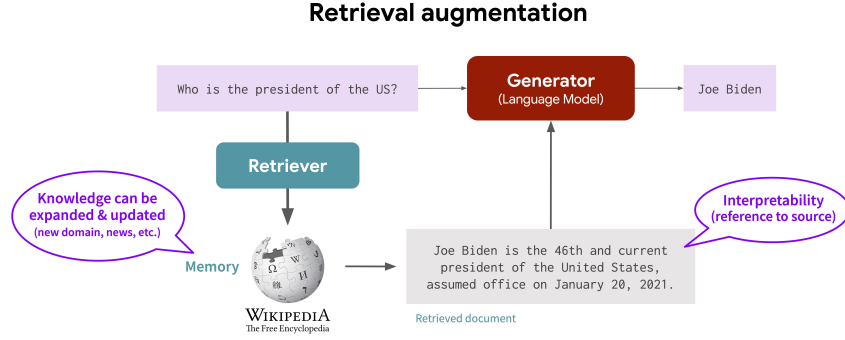 Retrieval augmentation
Who is the president of the US?
Generator
(Language Model)
Joe Biden
Retriever
Knowledge can be
expanded & updated
(new domain, news, etc.)
Interpretability
(reference to source)
Memory
Ω
W
И
WIKIPEDIA
The Free Encyclopedia
Joe Biden is the 46th and current
president of the United States,
assumed office on January 20, 2021.
Retrieved document